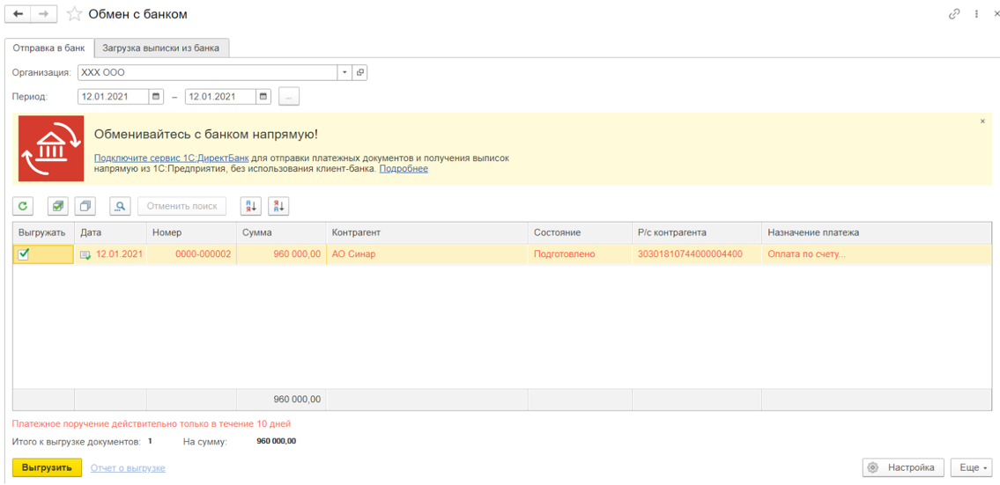 Обмен с банком
Отправка в банк Загрузка выписки из банка
Организация: XXX ООО
Период: 12.01.2021 – 12.01.2021 ...
Обменивайтесь с банком напрямую!
Подключите сервис 1С:ДиректБанк для отправки платежных документов и получения выписок
напрямую из 1С:Предприятия, без использования клиент-банка. Подробнее
Отменить поиск
Выгружать Дата Номер Сумма Контрагент Состояние Р/с контрагента Назначение платежа
12.01.2021 0000-000002 960 000,00 АО Синар Подготовлено 30301810744000004400 Оплата по счету...
960 000,00
Платежное поручение действительно только в течение 10 дней
Итого к выгрузке документов: 1 На сумму: 960 000,00
Выгрузить Отчет о выгрузке Настройка Еще